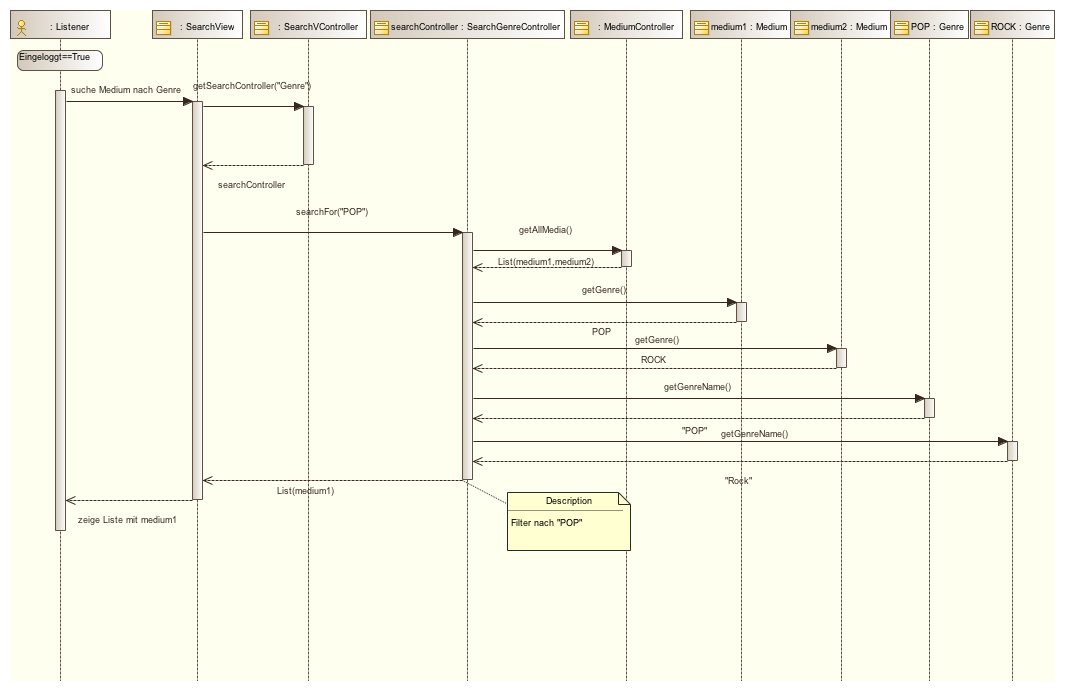 : Listener
: SearchView
: SearchVController
searchController : SearchGenreController
: MediumController
medium1 : Medium
medium2 : Medium
POP : Genre
ROCK : Genre
Eingeloggt==True
suche Medium nach Genre
getSearchController("Genre")
searchController
searchFor("POP")
getAllMedia()
List(medium1,medium2)
getGenre()
POP
getGenre()
ROCK
getGenreName()
"POP"
getGenreName()
"Rock"
List(medium1)
Description
Filter nach "POP"
zeige Liste mit medium1